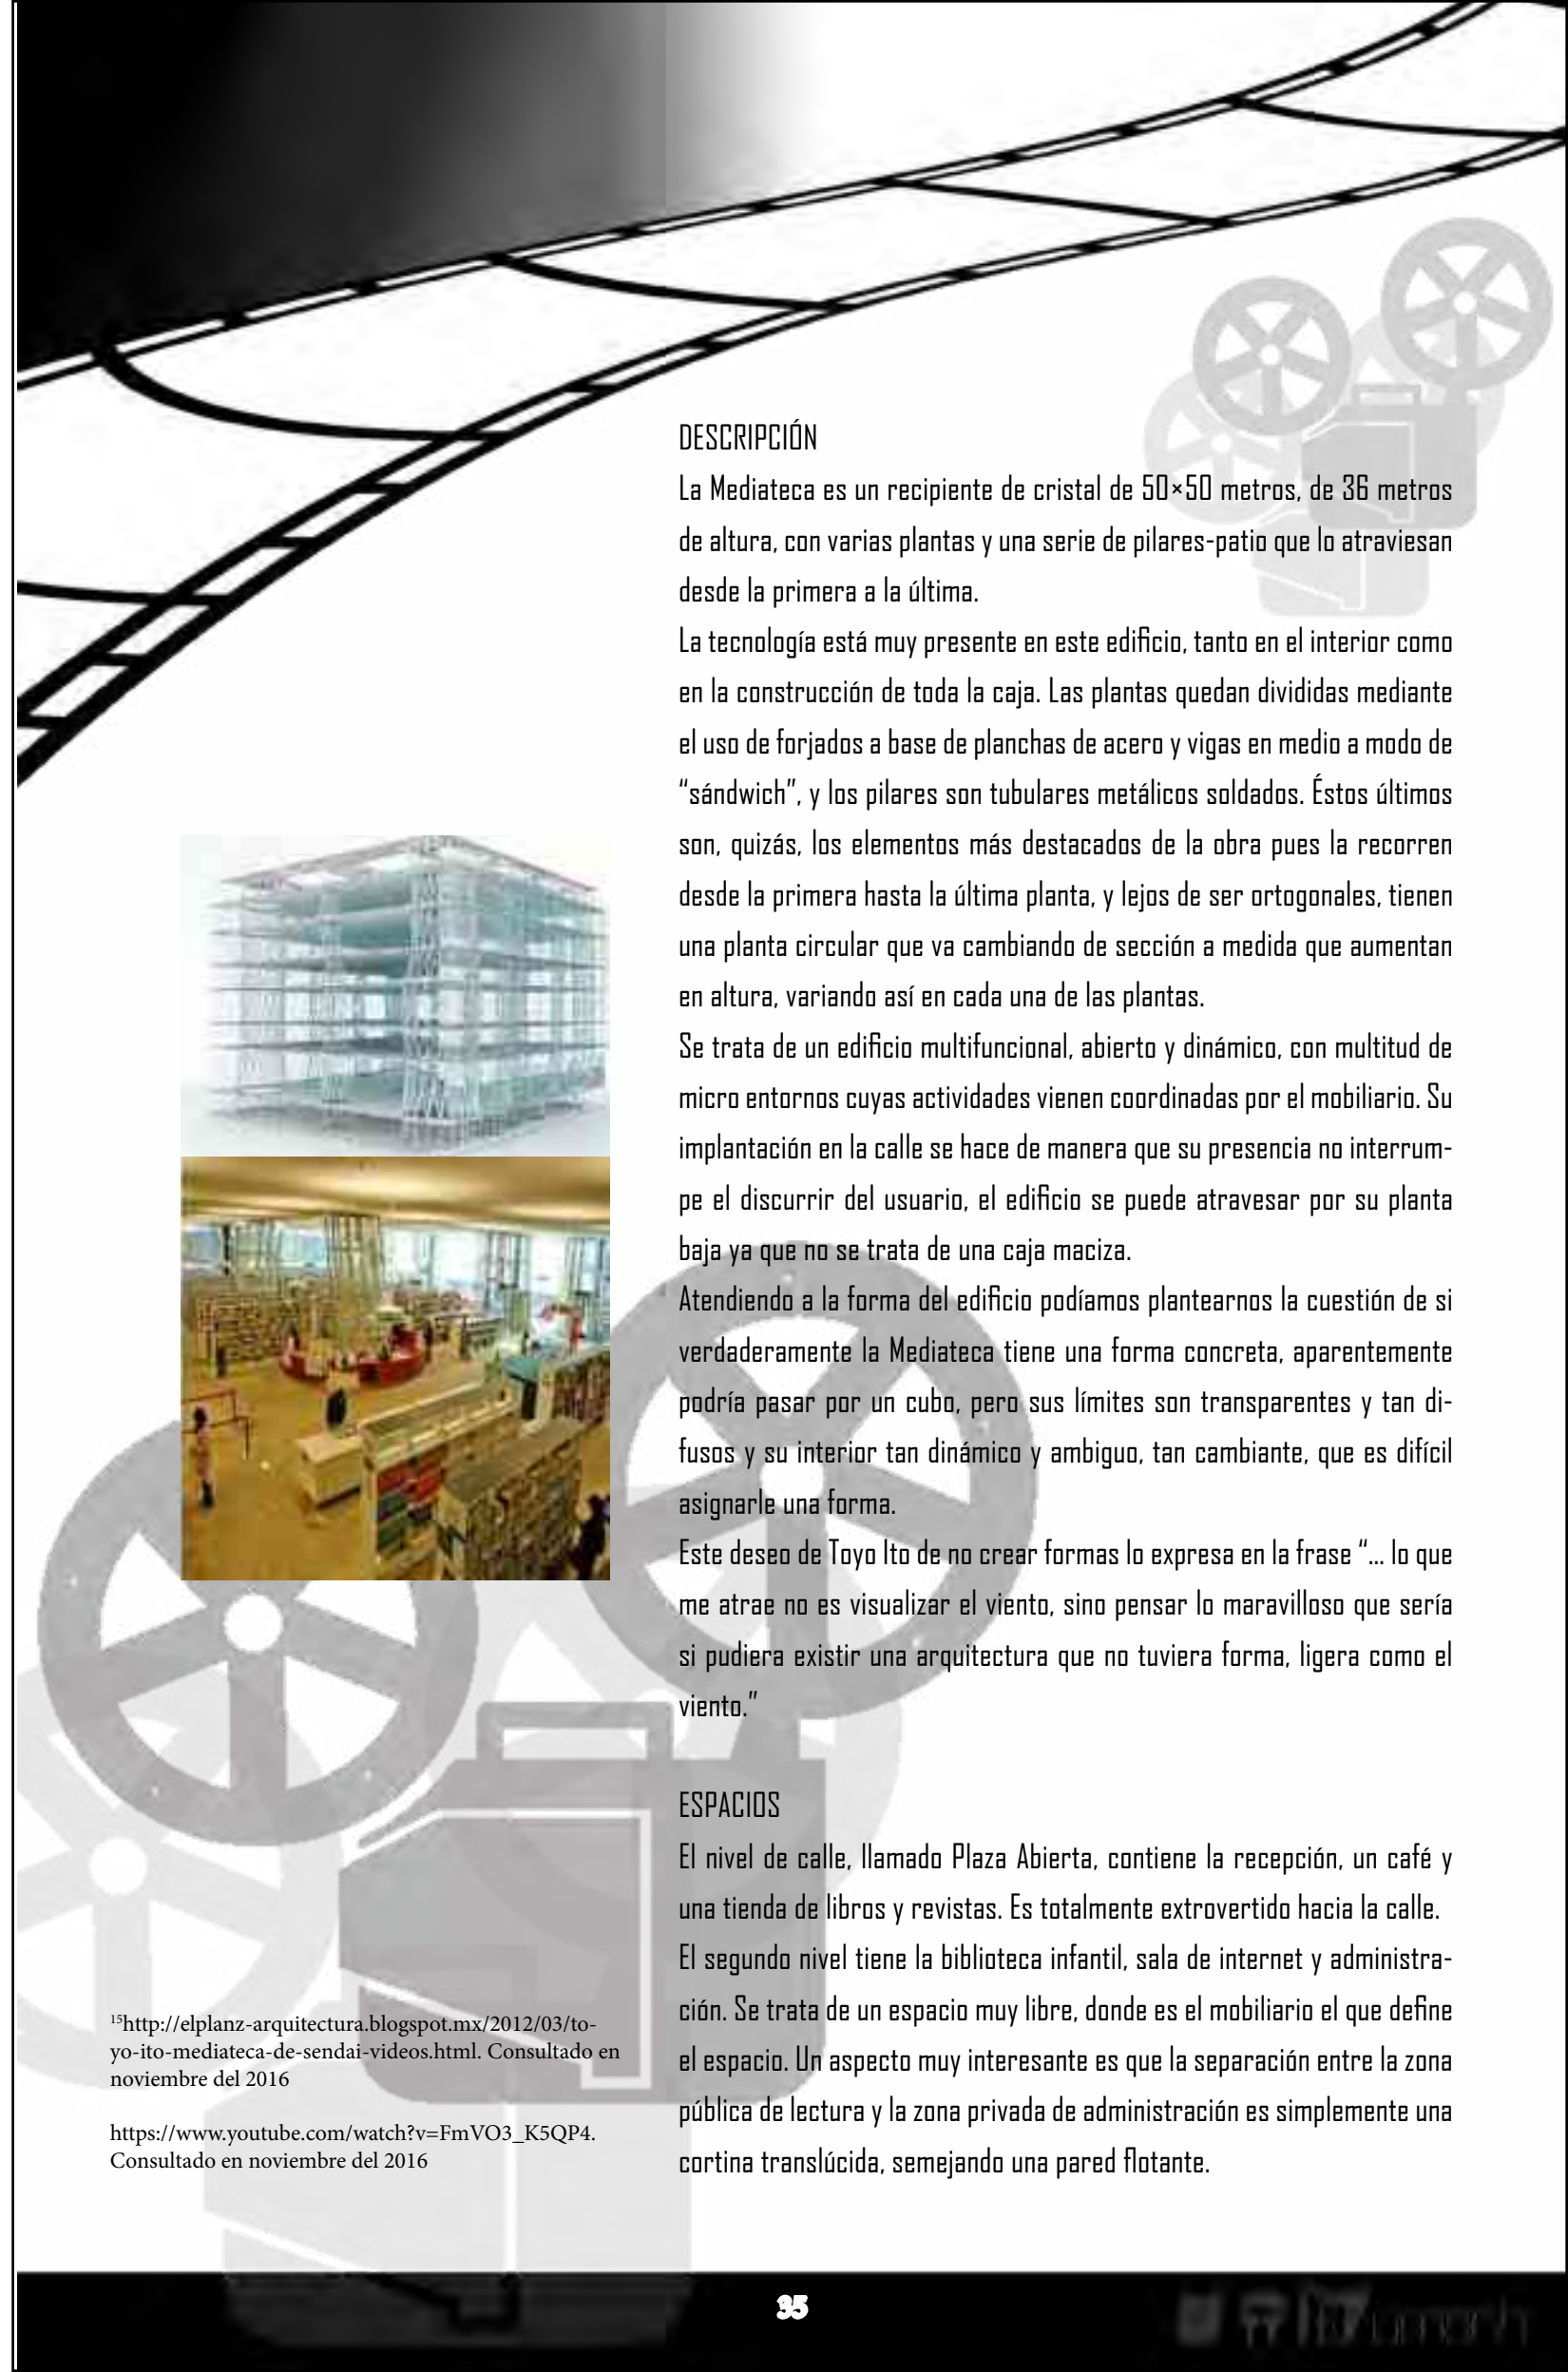 DESCRIPCIÓN
La Mediateca es un recipiente de cristal de 50×50 metros, de 36 metros
de altura, con varias plantas y una serie de pilares-patio que lo atraviesan
desde la primera a la última.
La tecnología está muy presente en este edificio, tanto en el interior como
en la construcción de toda la caja. Las plantas quedan divididas mediante
el uso de forjados a base de planchas de acero y vigas en medio a modo de
“sándwich”, y los pilares son tubulares metálicos soldados. Éstos últimos
son, quizás, los elementos más destacados de la obra pues la recorren
desde la primera hasta la última planta, y lejos de ser ortogonales, tienen
una planta circular que va cambiando de sección a medida que aumentan
en altura, variando así en cada una de las plantas.
Se trata de un edificio multifuncional, abierto y dinámico, con multitud de
micro entornos cuyas actividades vienen coordinadas por el mobiliario. Su
implantación en la calle se hace de manera que su presencia no interrum-
pe el discurrir del usuario, el edificio se puede atravesar por su planta
baja ya que no se trata de una caja maciza.
Atendiendo a la forma del edificio podíamos plantearnos la cuestión de si
verdaderamente la Mediateca tiene una forma concreta, aparentemente
podría pasar por un cubo, pero sus límites son transparentes y tan di-
fusos y su interior tan dinámico y ambiguo, tan cambiante, que es difícil
asignarle una forma.
Este deseo de Toyo Ito de no crear formas lo expresa en la frase “... lo que
me atrae no es visualizar el viento, sino pensar lo maravilloso que sería
si pudiera existir una arquitectura que no tuviera forma, ligera como el
viento.”
ESPACIOS
El nivel de calle, llamado Plaza Abierta, contiene la recepción, un café y
una tienda de libros y revistas. Es totalmente extrovertido hacia la calle.
El segundo nivel tiene la biblioteca infantil, sala de internet y administra-
ción. Se trata de un espacio muy libre, donde es el mobiliario el que define
el espacio. Un aspecto muy interesante es que la separación entre la zona
pública de lectura y la zona privada de administración es simplemente una
cortina translúcida, semejando una pared flotante.
15http://elplanz-arquitectura.blogspot.mx/2012/03/to-
yo-ito-mediateca-de-sendai-videos.html. Consultado en
noviembre del 2016
https://www.youtube.com/watch?v=FmVO3_K5QP4.
Consultado en noviembre del 2016
35